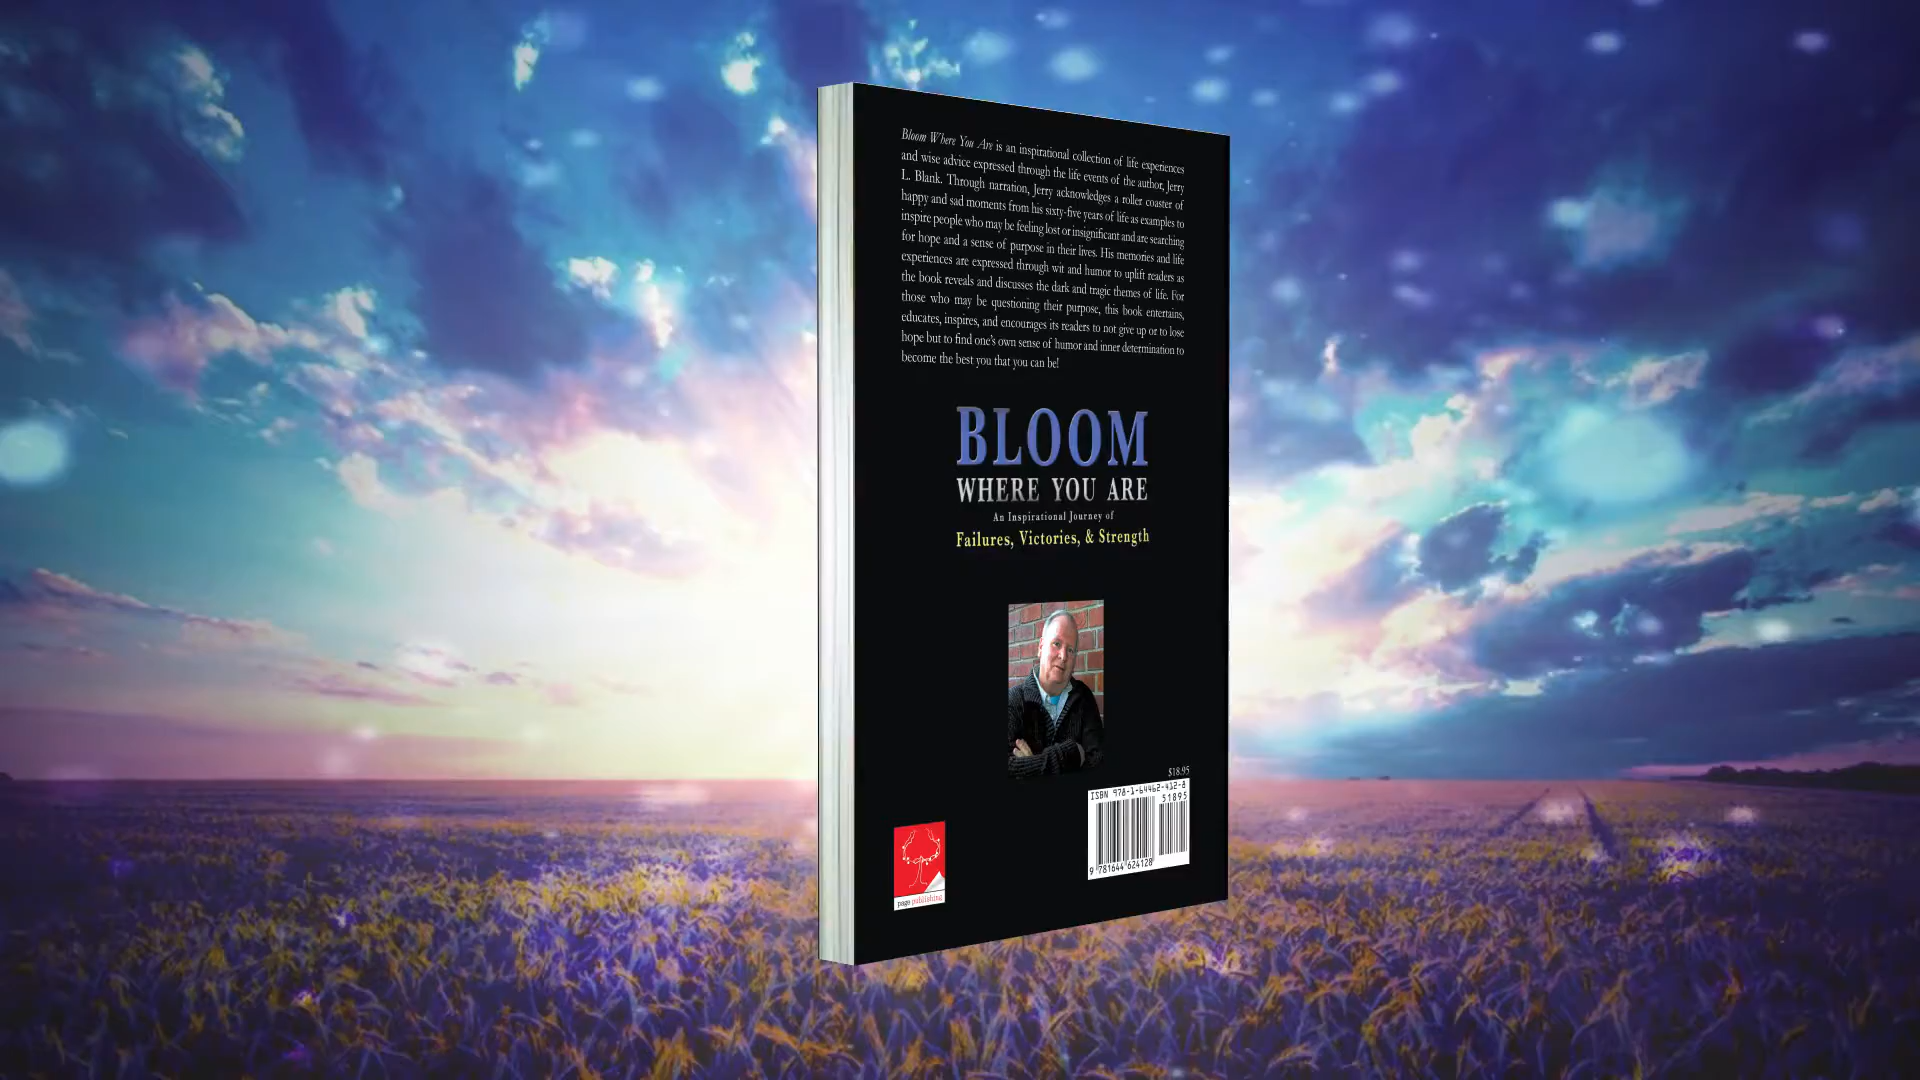 Bloom Where You Are is an inspirational collection of life experiences
and wise advice expressed through the life events of the author, Jerry
L. Blank. Through narration, Jerry acknowledges a roller coaster of
happy and sad moments from his sixty-five years of life as examples to
inspire people who may be feeling lost or insignificant and are searching
for hope and a sense of purpose in their lives. His memories and life
experiences are expressed through wit and humor to uplift readers as
the book reveals and discusses the dark and tragic themes of life. For
those who may be questioning their purpose, this book entertains,
educates, inspires, and encourages its readers to not give up or to lose
hope but to find one's own sense of humor and inner determination to
become the best you that you can be!
BLOOM
WHERE YOU ARE
An Inspirational Journey of
Failures, Victories, & Strength
$18.95
ISBN 978-1-64462-412-8
51895
9 781644 624128
page publishing